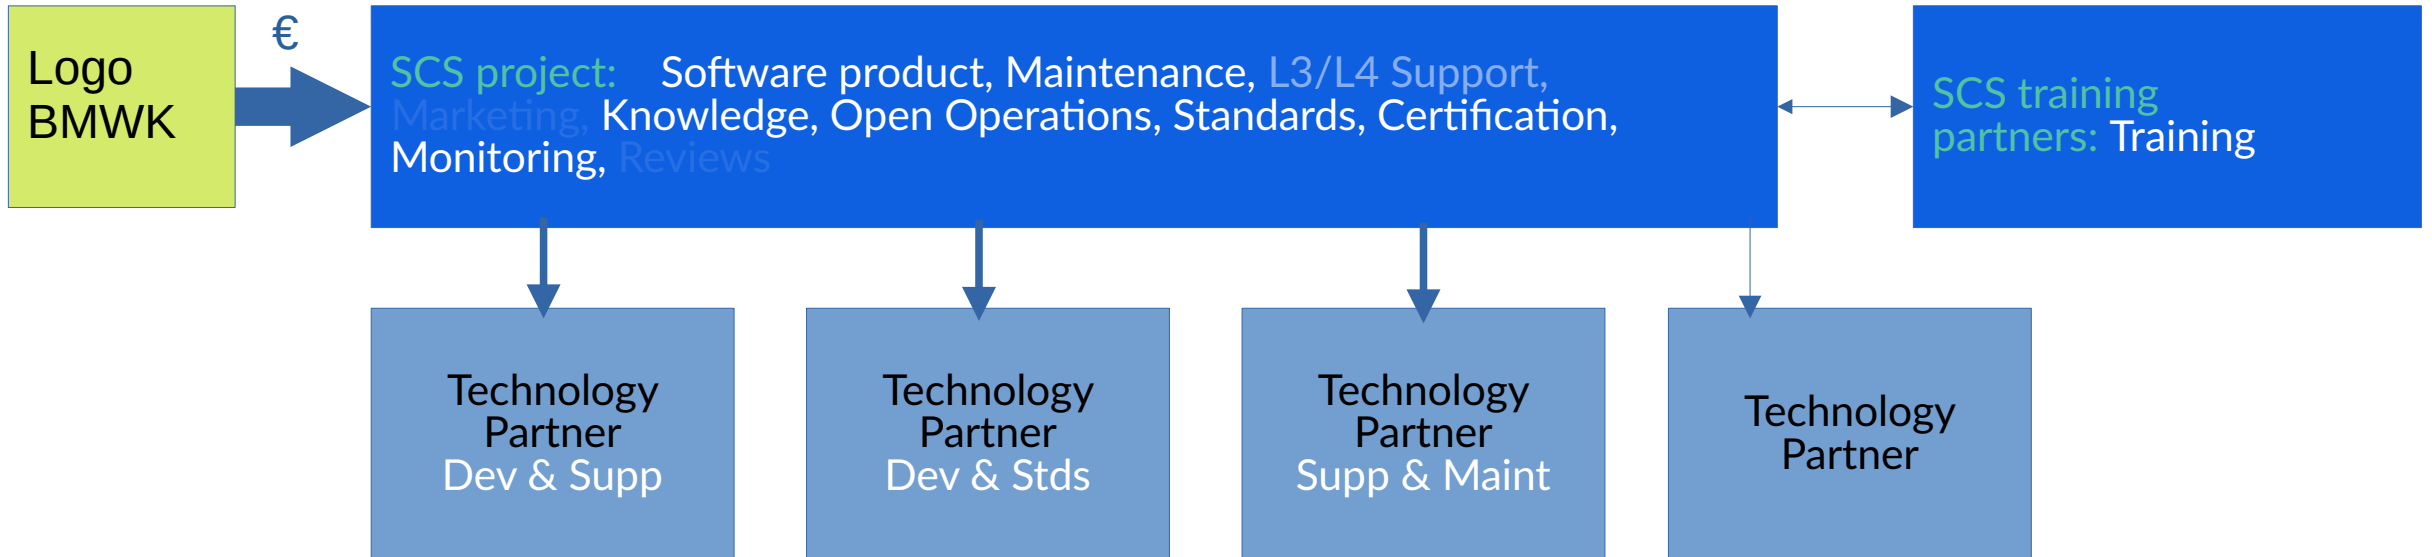 Logo
BMWK
€
SCS project: Software product, Maintenance, L3/L4 Support,
Marketing, Knowledge, Open Operations, Standards, Certification,
Monitoring, Reviews
SCS training
partners: Training
Technology
Partner
Dev & Supp
Technology
Partner
Dev & Stds
Technology
Partner
Supp & Maint
Technology
Partner